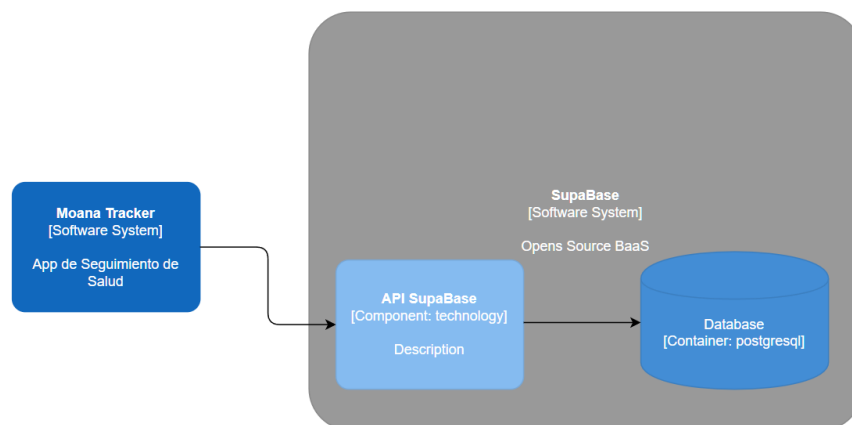 Moana Tracker
[Software System]
App de Seguimiento de
Salud
SupaBase
[Software System]
Opens Source BaaS
API SupaBase
[Component: technology]
Description
Database
[Container: postgresql]